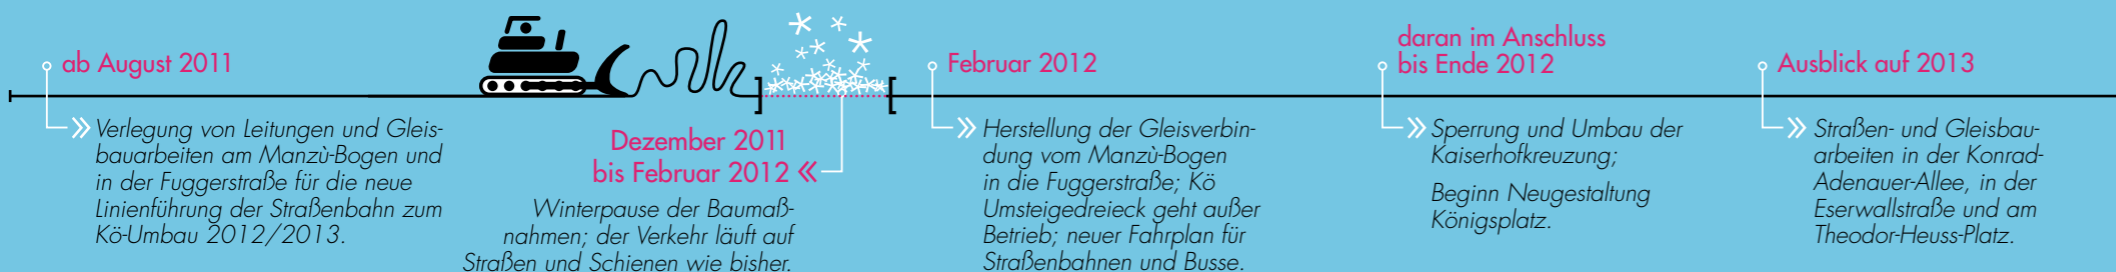 ab August 2011
» Verlegung von Leitungen und Gleis-
bauarbeiten am Manzù-Bogen und
in der Fuggerstraße für die neue
Linienführung der Straßenbahn zum
Kö-Umbau 2012/2013.
Dezember 2011
bis Februar 2012 «
Winterpause der Baumaß-
nahmen; der Verkehr läuft auf
Straßen und Schienen wie bisher.
Februar 2012
» Herstellung der Gleisverbin-
dung vom Manzù-Bogen
in die Fuggerstraße; Kö
Umsteigedreieck geht außer
Betrieb; neuer Fahrplan für
Straßenbahnen und Busse.
daran im Anschluss
bis Ende 2012
» Sperrung und Umbau der
Kaiserhofkreuzung;
Beginn Neugestaltung
Königsplatz.
Ausblick auf 2013
» Straßen- und Gleisbau-
arbeiten in der Konrad-
Adenauer-Allee, in der
Eserwallstraße und am
Theodor-Heuss-Platz.